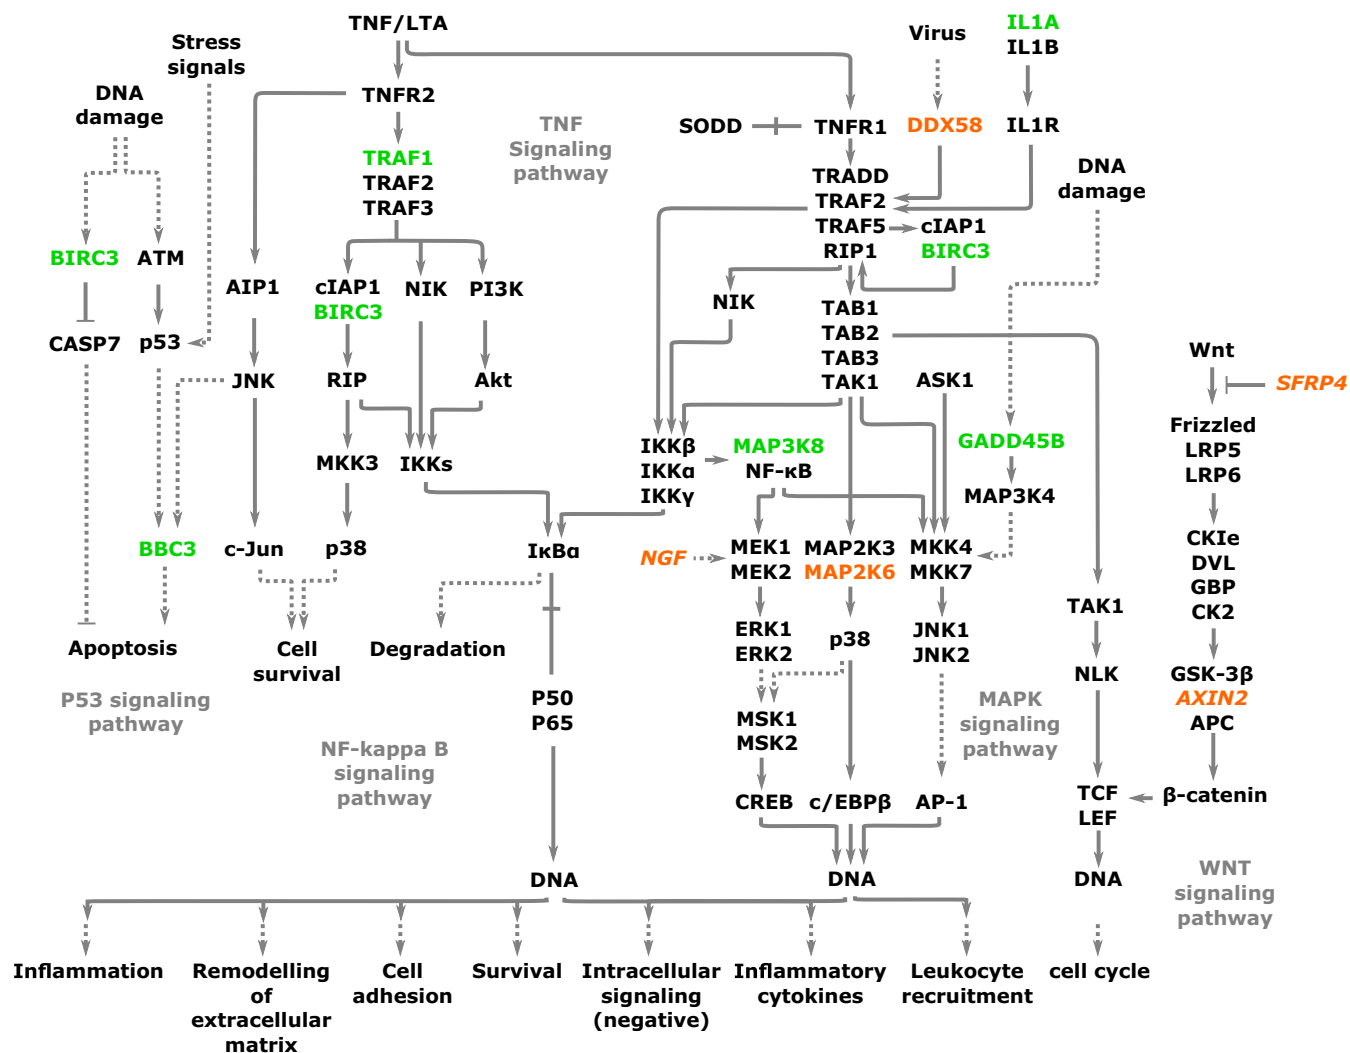 TNF/LTA
IL1A
IL1B
Virus
Stress
signals
DNA
damage
TNFR2
TNF
Signaling
pathway
SODD
TNFR1
DDX58
IL1R
DNA
damage
TRAF1
TRAF2
TRAF3
TRADD
TRAF2
TRAF5
RIP1
cIAP1
BIRC3
BIRC3
ATM
AIP1
cIAP1
BIRC3
NIK
PI3K
NIK
TAB1
TAB2
TAB3
TAK1
CASP7
p53
JNK
RIP
Akt
ASK1
Wnt
SFRP4
Frizzled
LRP5
LRP6
MKK3
IKKs
IKKβ
IKKα
IKKγ
MAP3K8
NF-κB
GADD45B
MAP3K4
BBC3
c-Jun
p38
IκBα
NGF
MEK1
MEK2
MAP2K3
MAP2K6
MKK4
MKK7
CKIe
DVL
GBP
CK2
TAK1
Apoptosis
Cell
survival
Degradation
ERK1
ERK2
p38
JNK1
JNK2
NLK
GSK-3β
AXIN2
APC
P53 signaling
pathway
P50
P65
MSK1
MSK2
MAPK
signaling
pathway
NF-kappa B
signaling
pathway
CREB
c/EBPβ
AP-1
TCF
LEF
β-catenin
DNA
DNA
DNA
WNT
signaling
pathway
Inflammation
Remodelling
of
extracellular
matrix
Cell
adhesion
Survival
Intracellular
signaling
(negative)
Inflammatory
cytokines
Leukocyte
recruitment
cell cycle